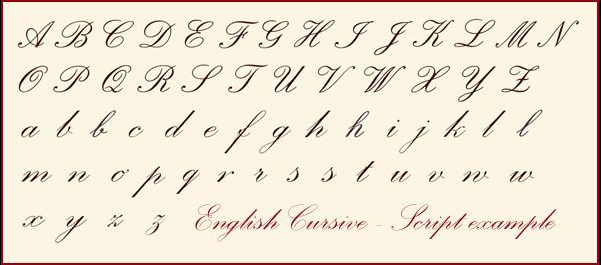 A B C D E F G H I J K L M N
O P Q R S T U V W X Y Z
a b b c d e f g h h i j k l l
m n o p q r r s s t u v w w
x y z z English Cursive - Script example